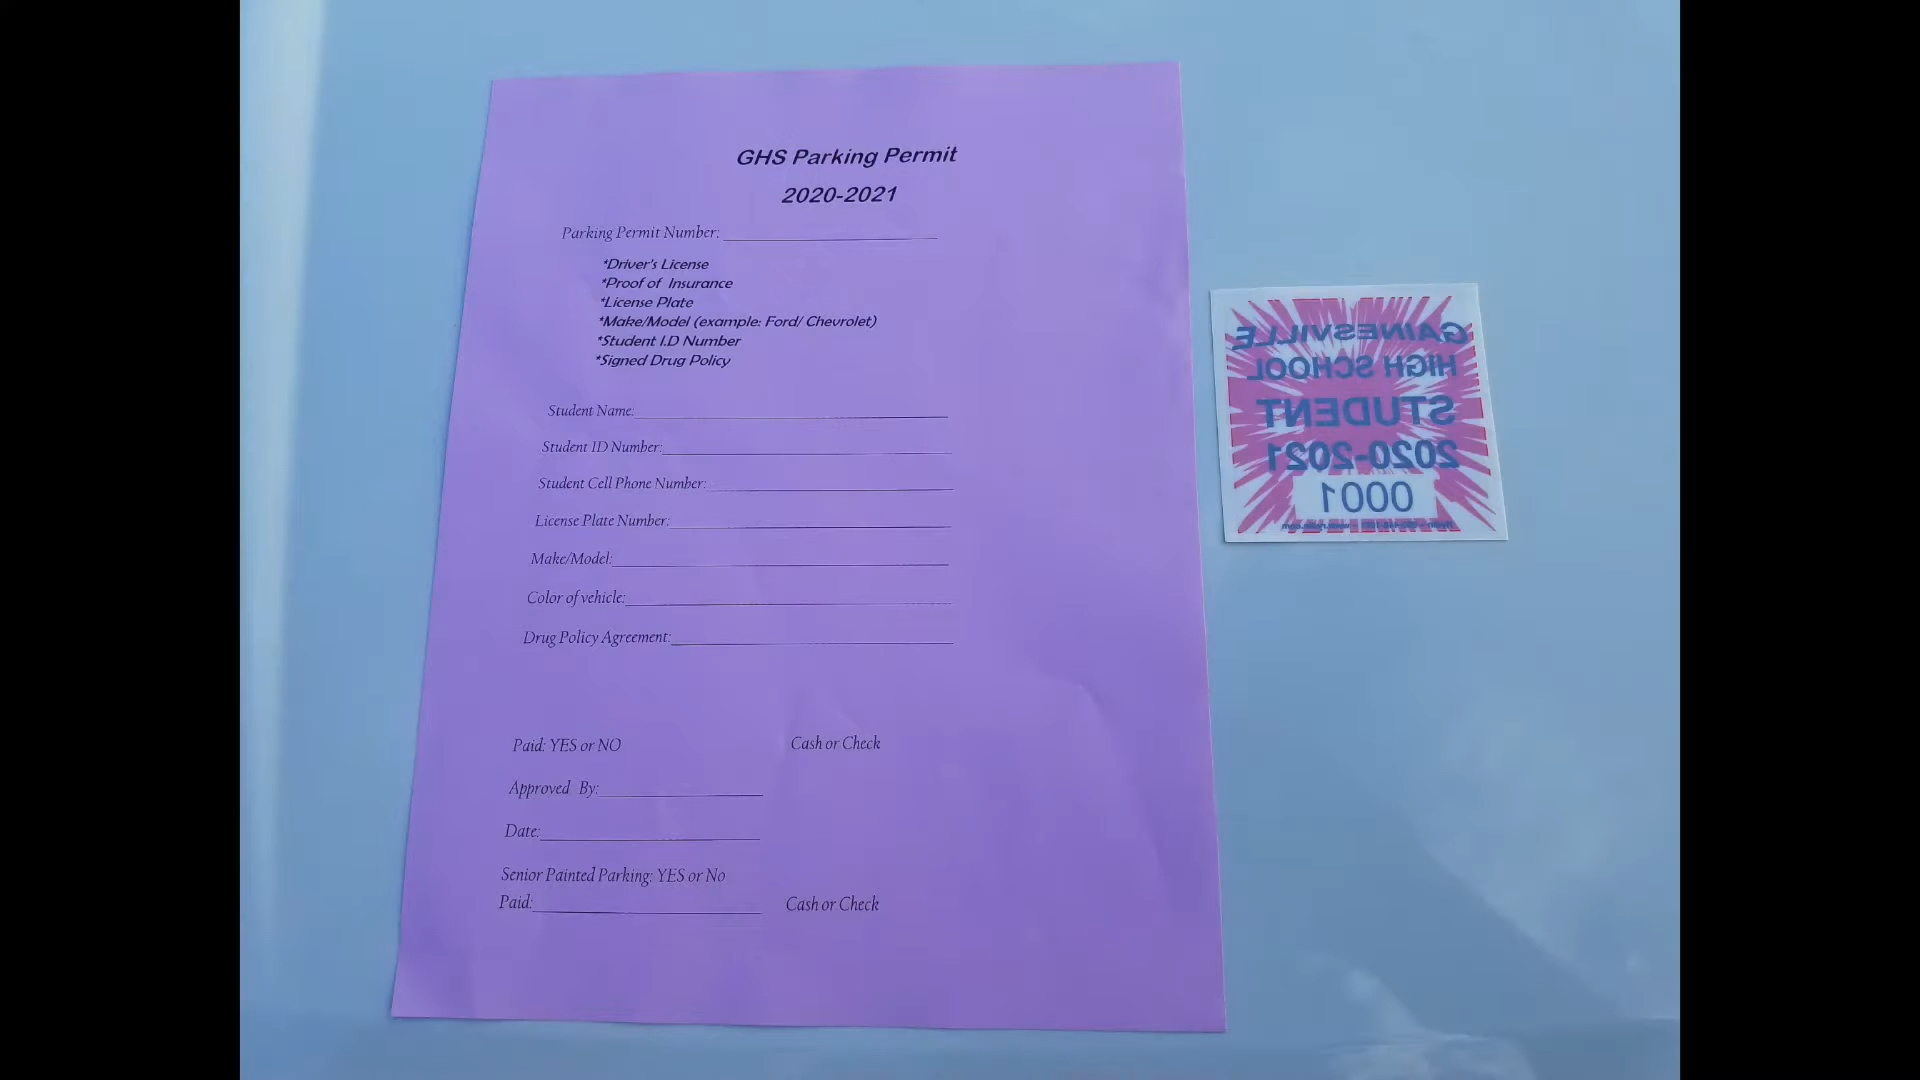 GHS Parking Permit
2020-2021
Parking Permit Number:
*Driver's License
*Proof of Insurance
*License Plate
*Make/Model (example: Ford/ Chevrolet)
*Student I.D Number
*Signed Drug Policy
Student Name:
Student ID Number:
Student Cell Phone Number:
License Plate Number:
Make/Model:
Color of vehicle:
Drug Policy Agreement:
Paid: YES or NO Cash or Check
Approved By:
Date:
Senior Painted Parking: YES or No
Paid: Cash or Check
GAINESVILLE
HIGH SCHOOL
STUDENT
2020-2021
0001